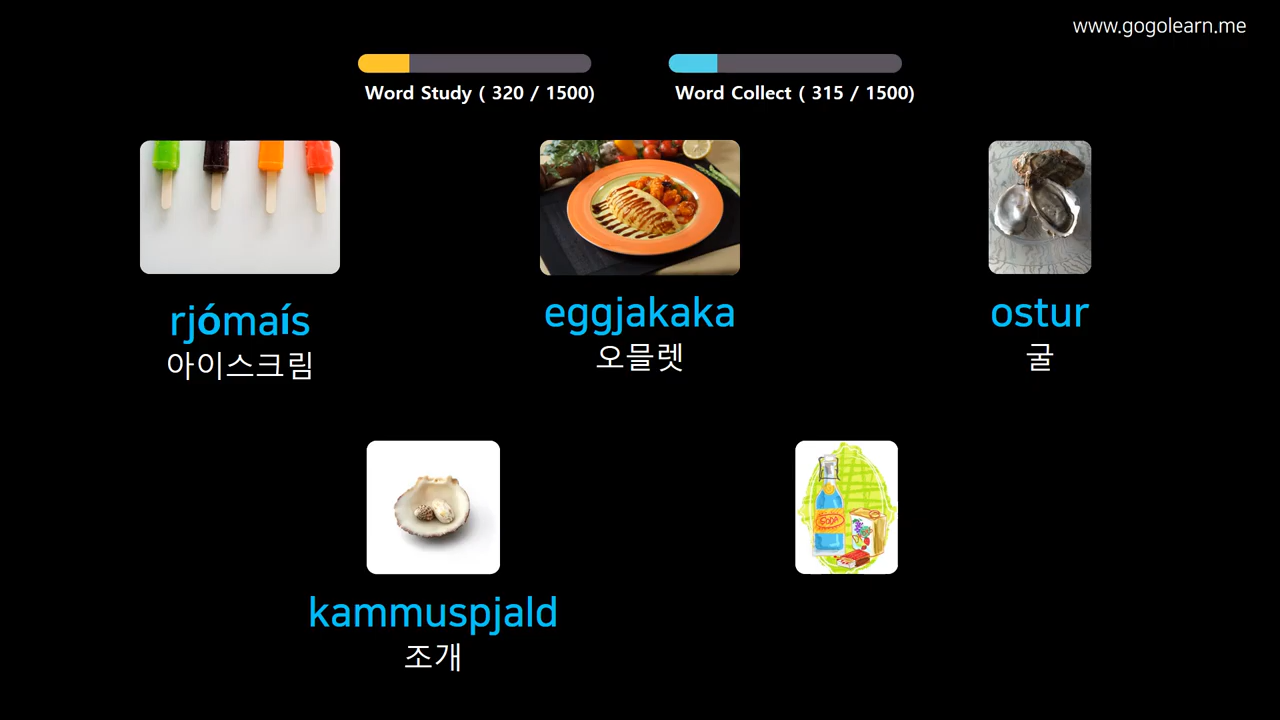 www.gogolearn.me
Word Study ( 320 / 1500)
Word Collect ( 315 / 1500)
rjómaís
아이스크림
eggjakaka
오믈렛
ostur
굴
kammuspjald
조개
SODA